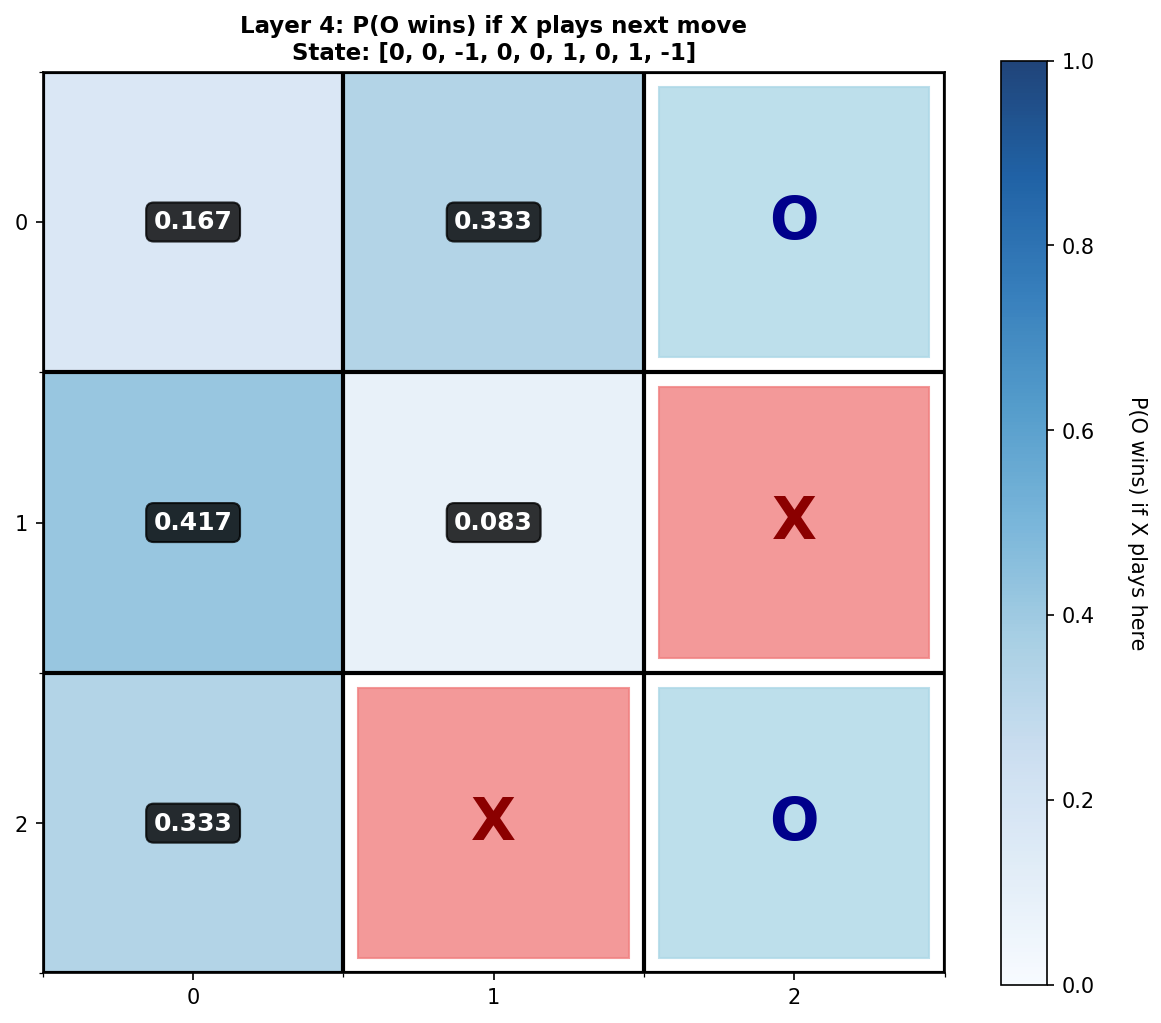 Layer 4: P(O wins) if X plays next move
State: [0, 0, -1, 0, 0, 1, 0, 1, -1]
0
0.167
0.333
O
1
0.417
0.083
X
2
0.333
X
O
0
1
2
1.0
0.8
0.6
0.4
0.2
0.0
P(O wins) if X plays here